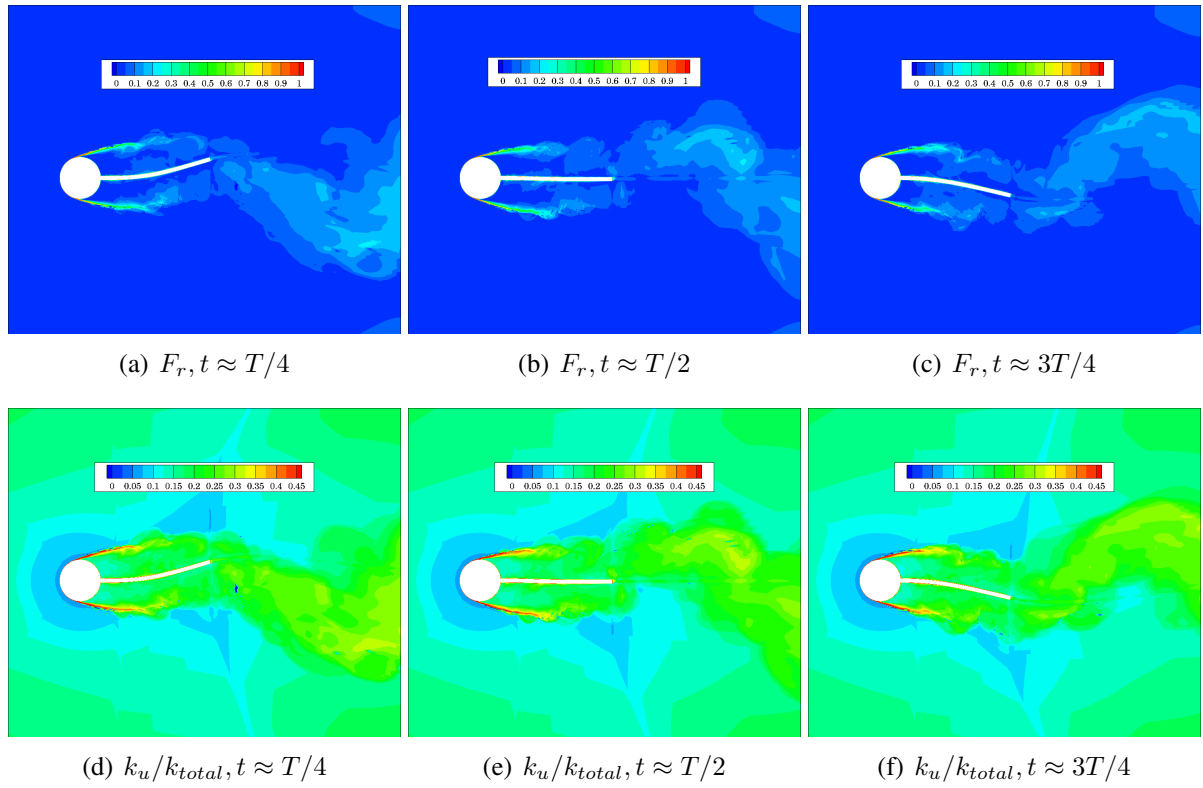 0 0.1 0.2 0.3 0.4 0.5 0.6 0.7 0.8 0.9 1
0 0.1 0.2 0.3 0.4 0.5 0.6 0.7 0.8 0.9 1
0 0.1 0.2 0.3 0.4 0.5 0.6 0.7 0.8 0.9 1
(a) F_r, t ≈ T/4
(b) F_r, t ≈ T/2
(c) F_r, t ≈ 3T/4
0 0.05 0.1 0.15 0.2 0.25 0.3 0.35 0.4 0.45
0 0.05 0.1 0.15 0.2 0.25 0.3 0.35 0.4 0.45
0 0.05 0.1 0.15 0.2 0.25 0.3 0.35 0.4 0.45
(d) k_u/k_{total}, t ≈ T/4
(e) k_u/k_{total}, t ≈ T/2
(f) k_u/k_{total}, t ≈ 3T/4